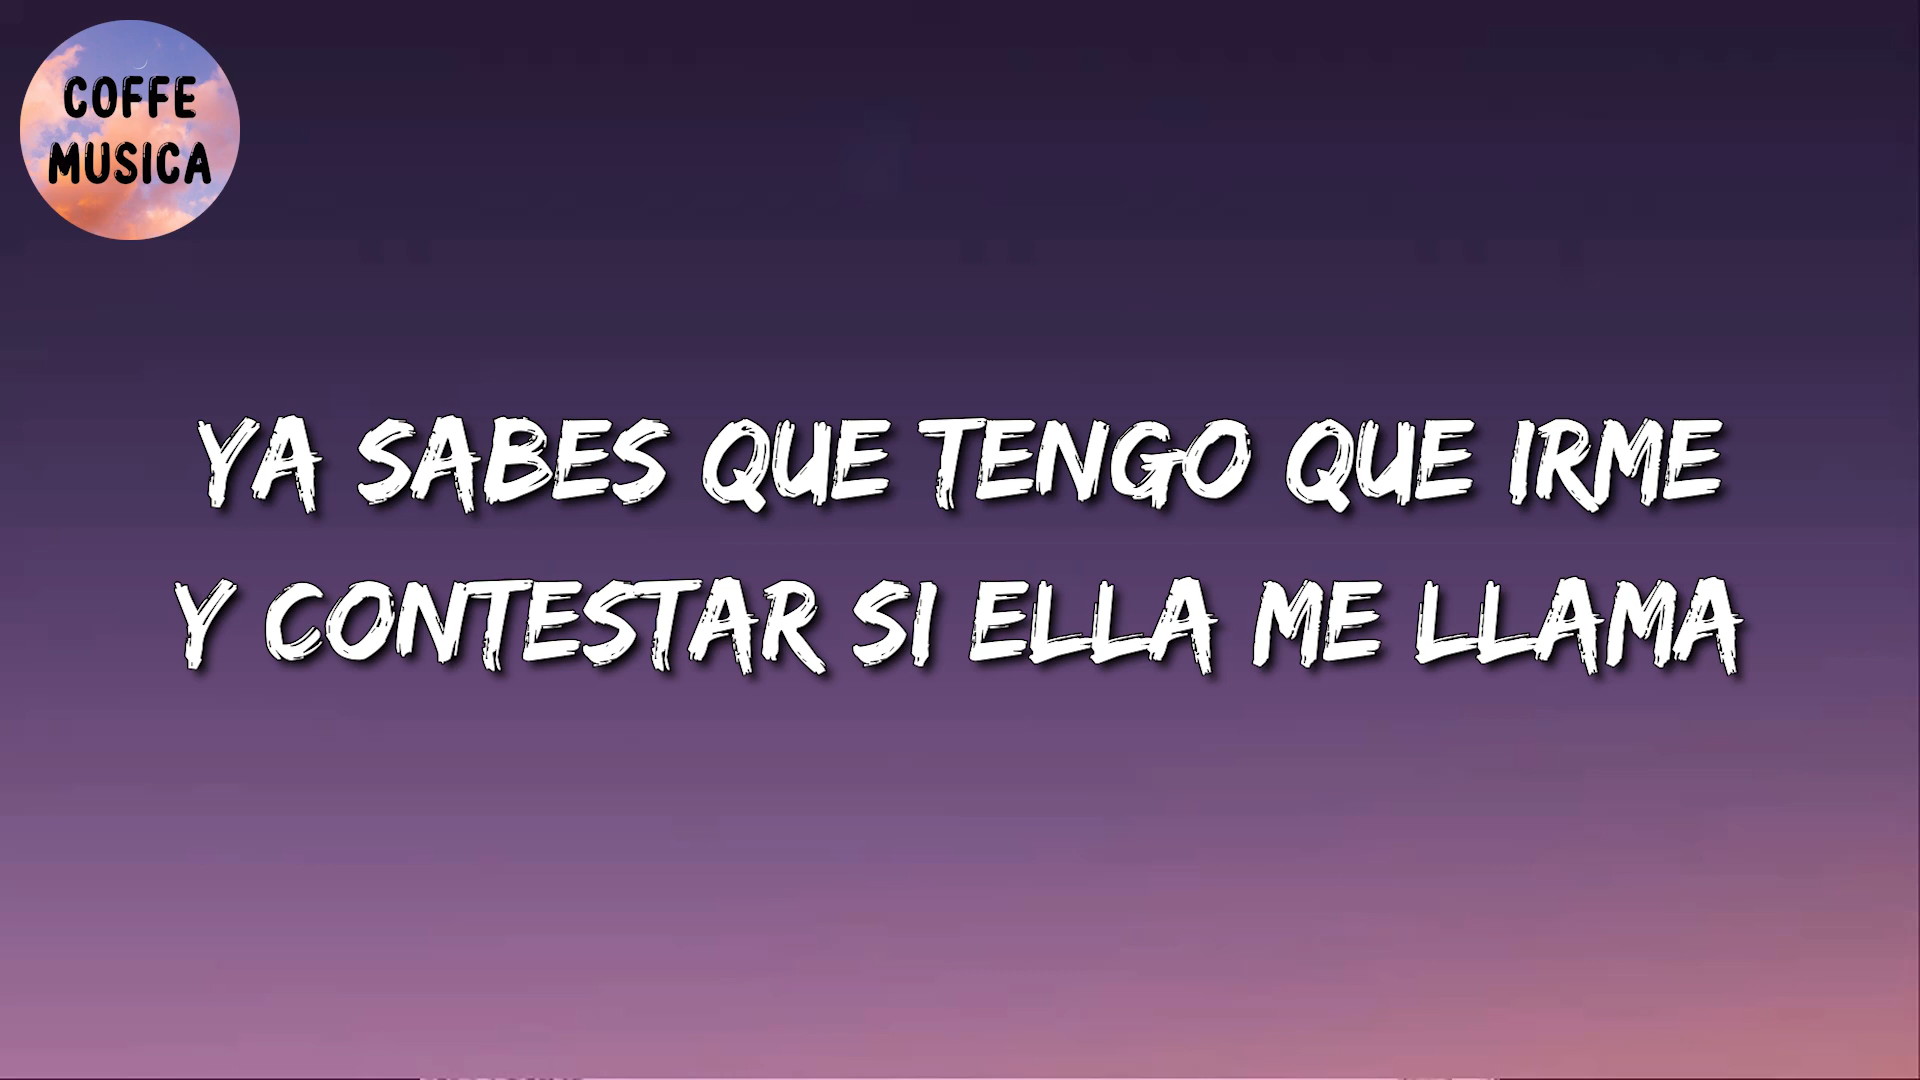 COFFE
MUSICA
YA SABES QUE TENGO QUE IRME
Y CONTESTAR SI ELLA ME LLAMA